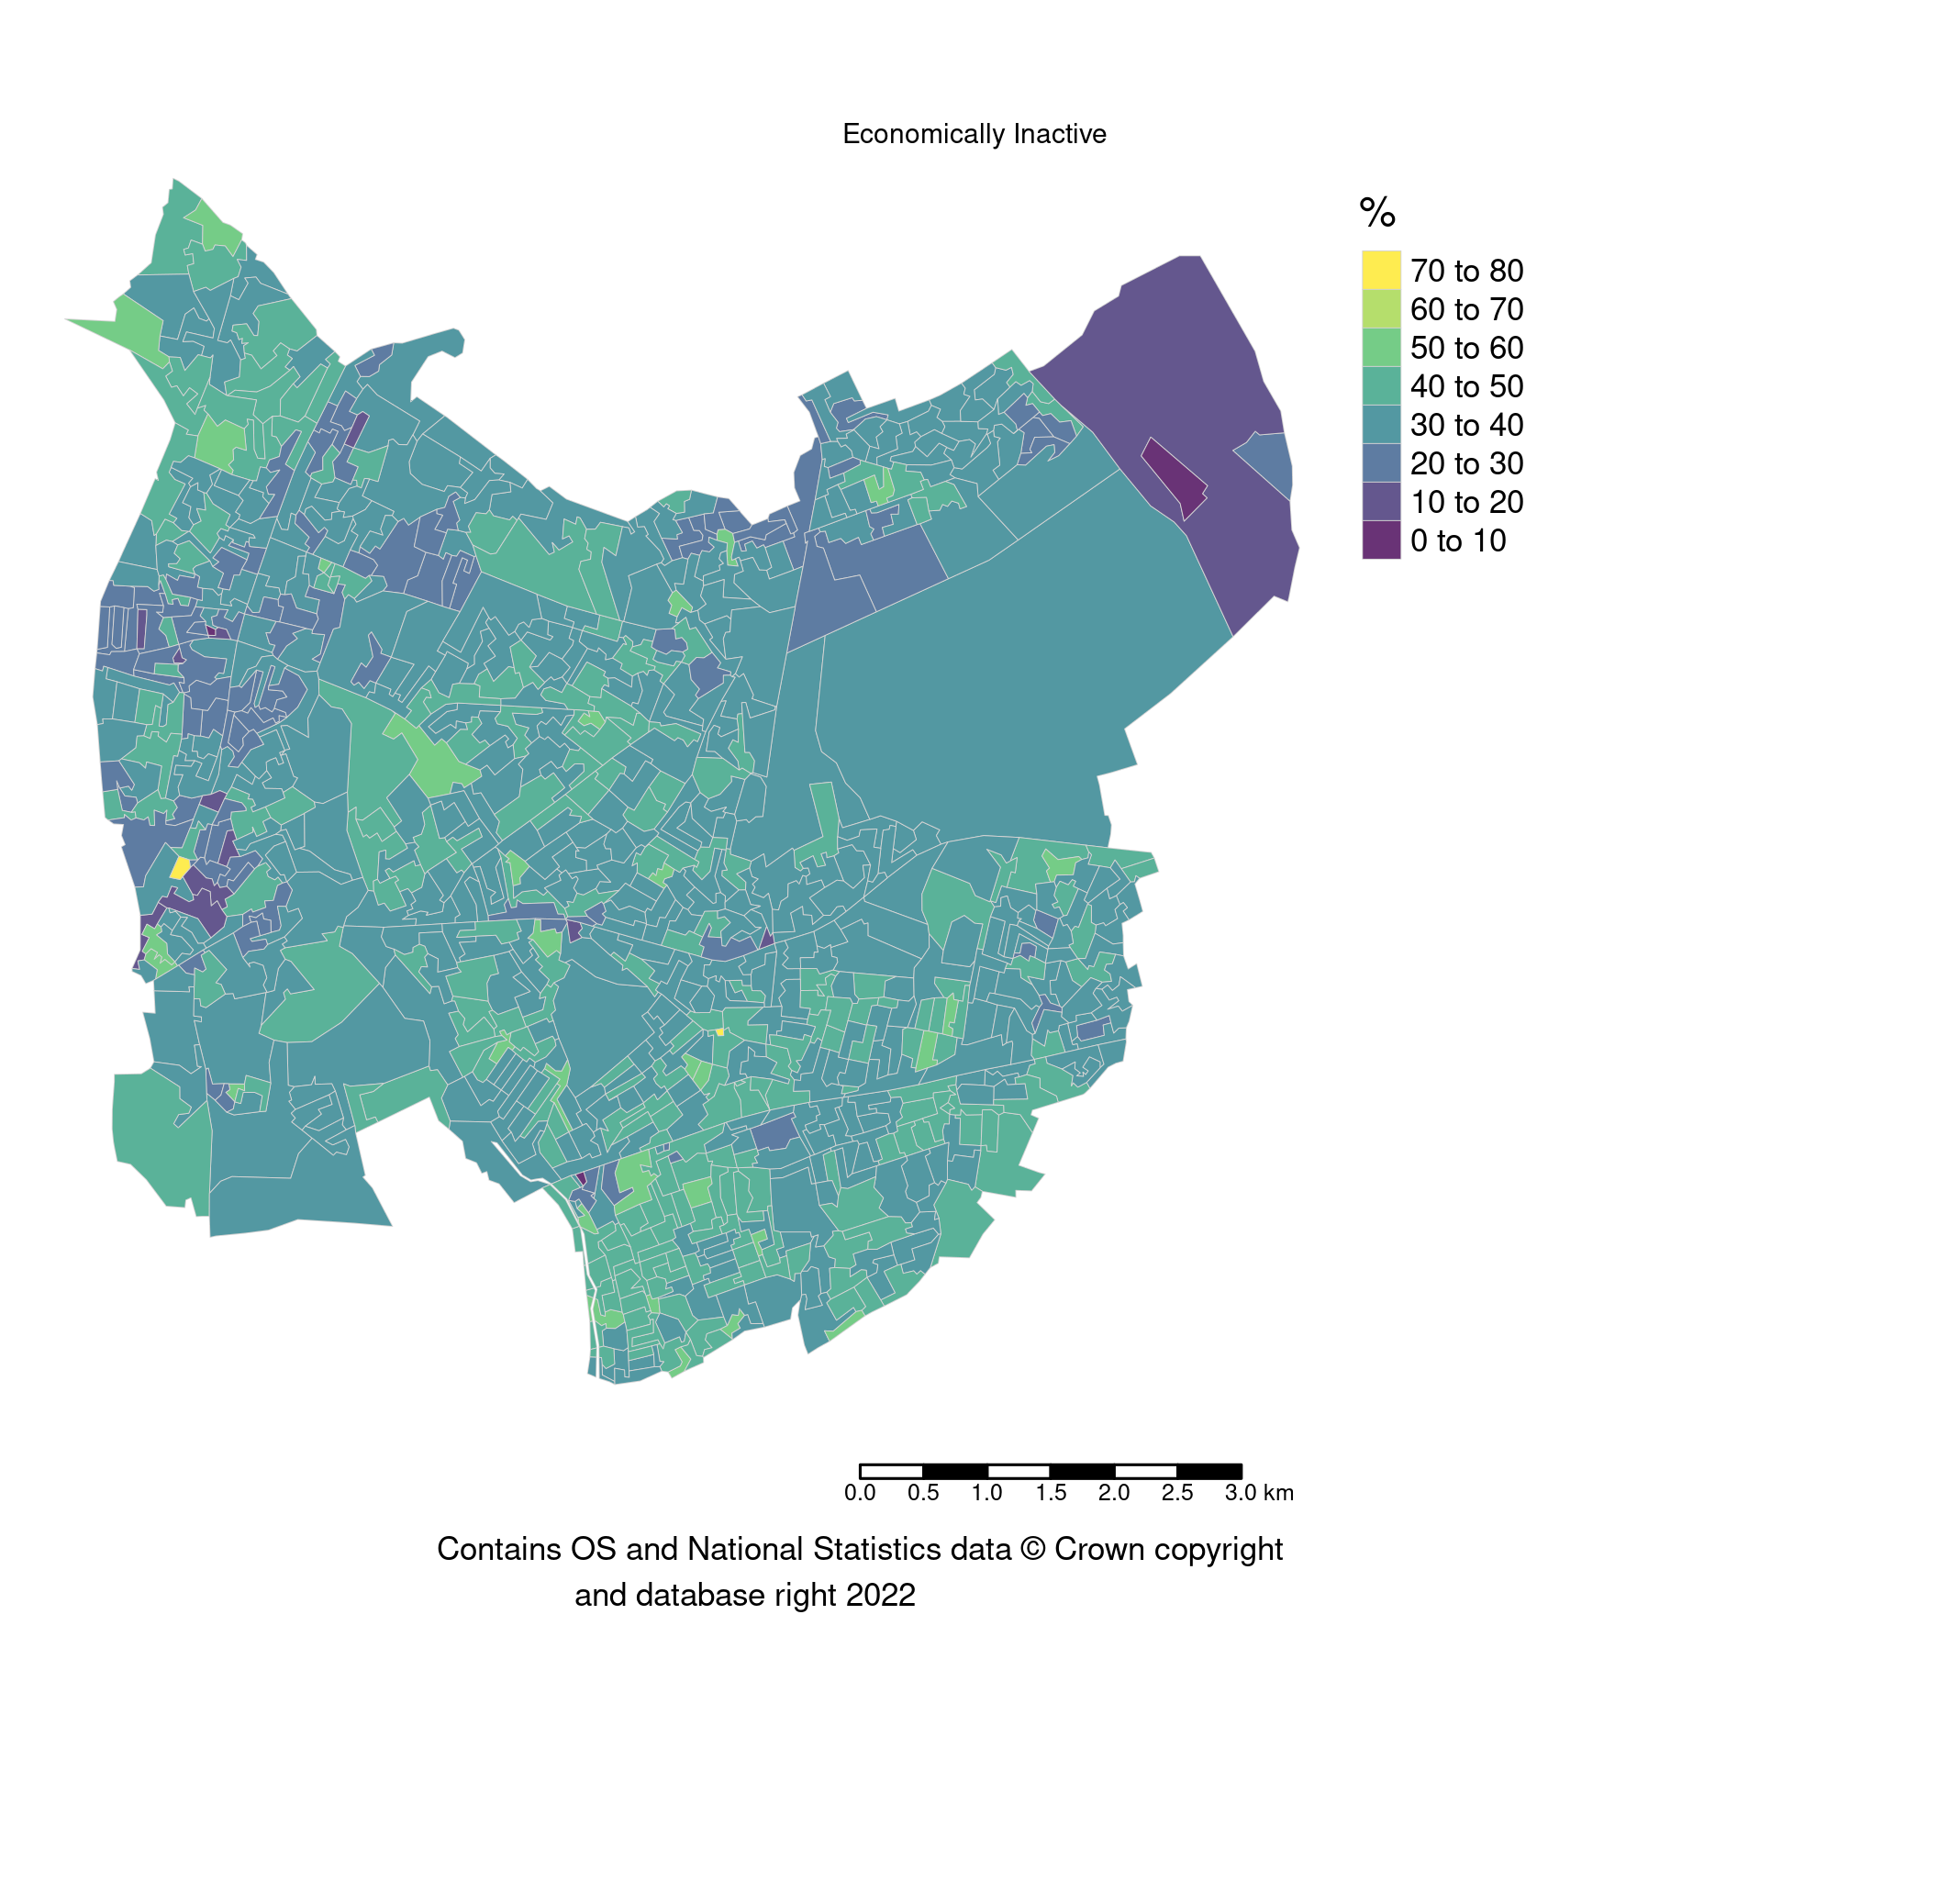 Economically Inactive
%
70 to 80
60 to 70
50 to 60
40 to 50
30 to 40
20 to 30
10 to 20
0 to 10
0.0 0.5 1.0 1.5 2.0 2.5 3.0 km
Contains OS and National Statistics data © Crown copyright
and database right 2022